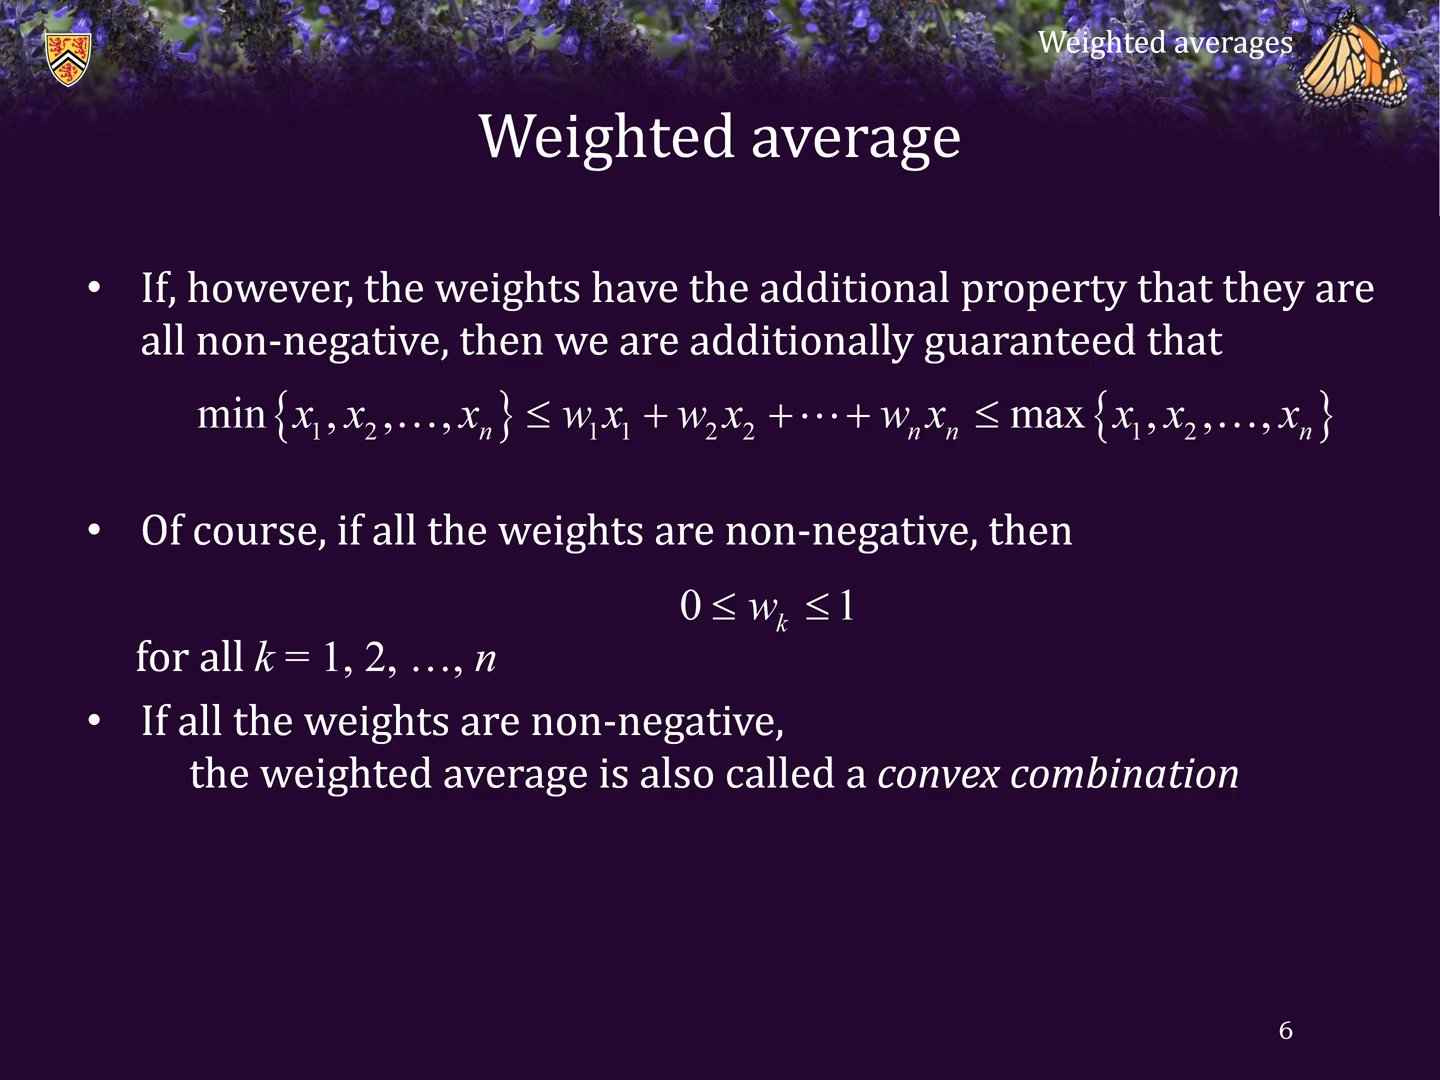 Weighted averages
Weighted average
• If, however, the weights have the additional property that they are
all non-negative, then we are additionally guaranteed that
min{x₁, x₂,…, xₙ} ≤ w₁x₁ + w₂x₂ + ⋯ + wₙxₙ ≤ max{x₁, x₂,…, xₙ}
• Of course, if all the weights are non-negative, then
0 ≤ wₖ ≤ 1
for all k = 1, 2, …, n
• If all the weights are non-negative,
the weighted average is also called a convex combination
6